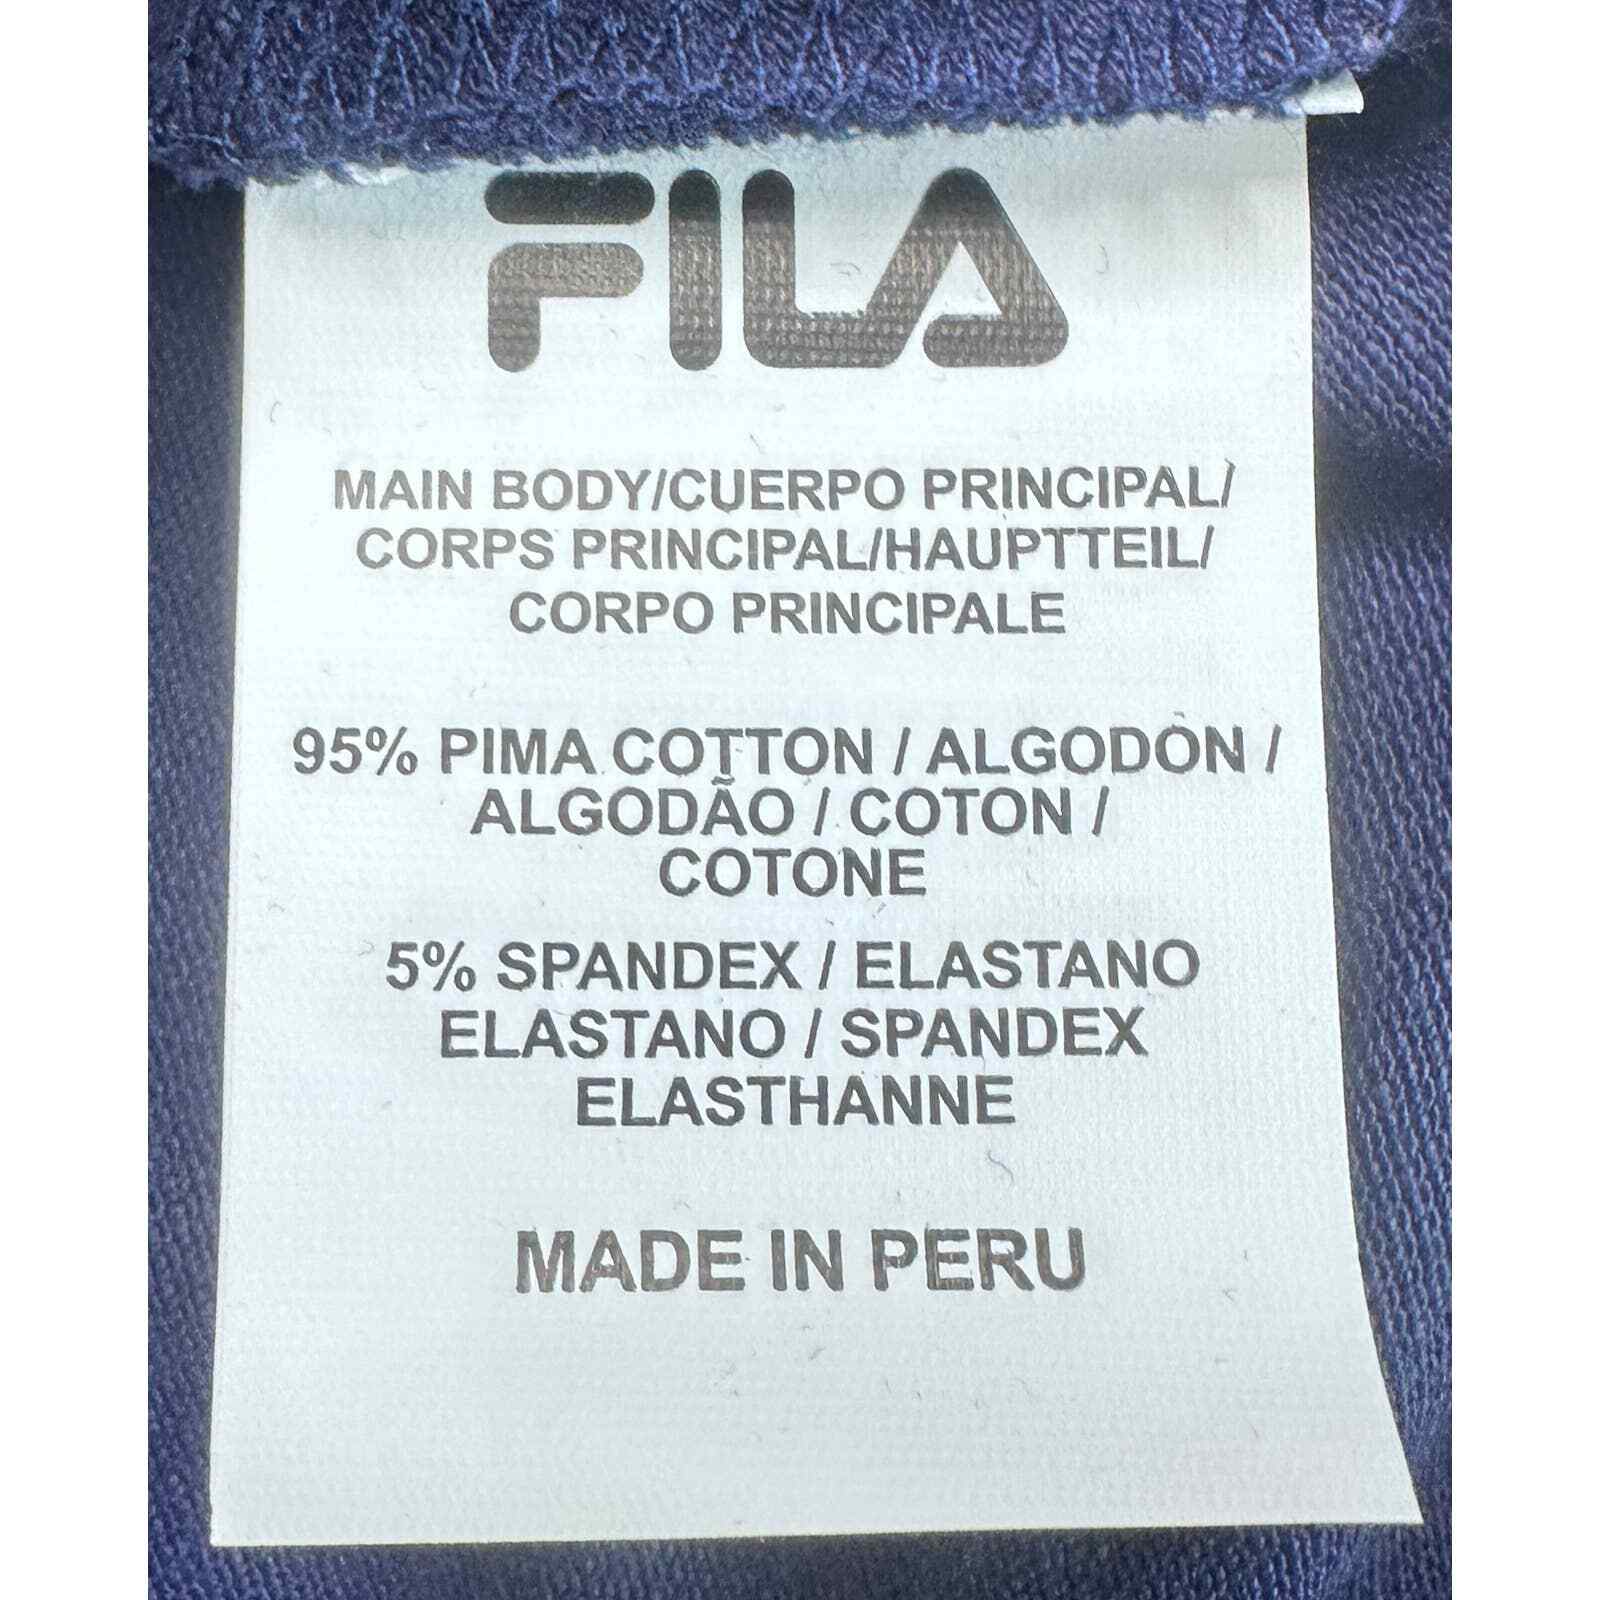 FILA
MAIN BODY/CUERPO PRINCIPAL/
CORPS PRINCIPAL/HAUPTTEIL/
CORPO PRINCIPALE
95% PIMA COTTON / ALGODÒN /
ALGODÃO / COTON /
COTONE
5% SPANDEX / ELASTANO
ELASTANO / SPANDEX
ELASTHANNE
MADE IN PERU